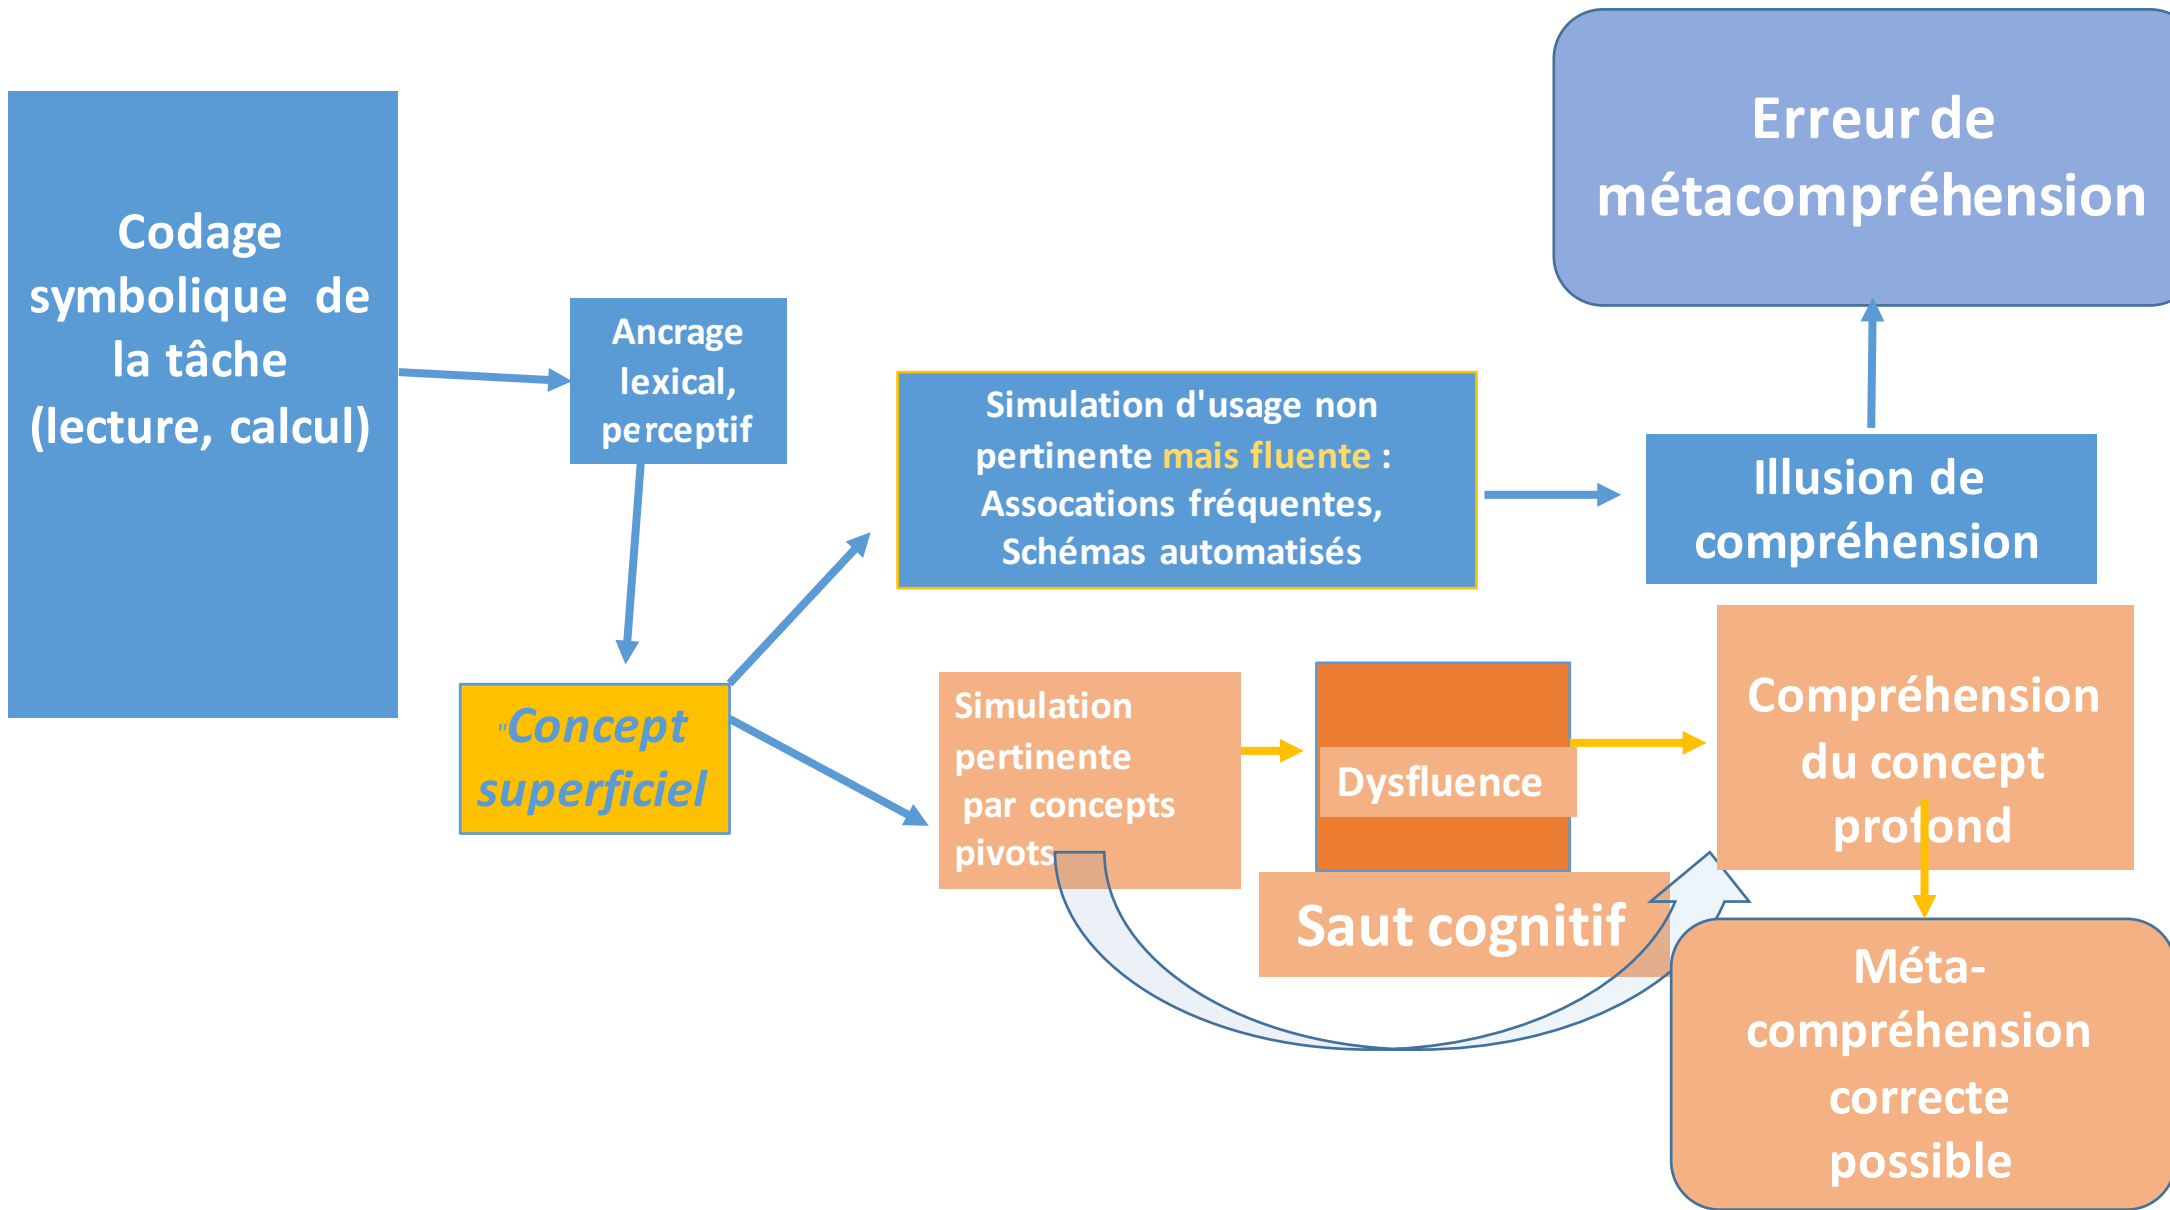 Codage
symbolique de
la tâche
(lecture, calcul)
Ancrage
lexical,
perceptif
"Concept
superficiel
Simulation d'usage non
pertinente mais fluente :
Assocations fréquentes,
Schémas automatisés
Illusion de
compréhension
Erreur de
métacompréhension
Simulation
pertinente
par concepts
pivots
Dysfluence
Saut cognitif
Compréhension
du concept
profond
Méta-
compréhension
correcte
possible